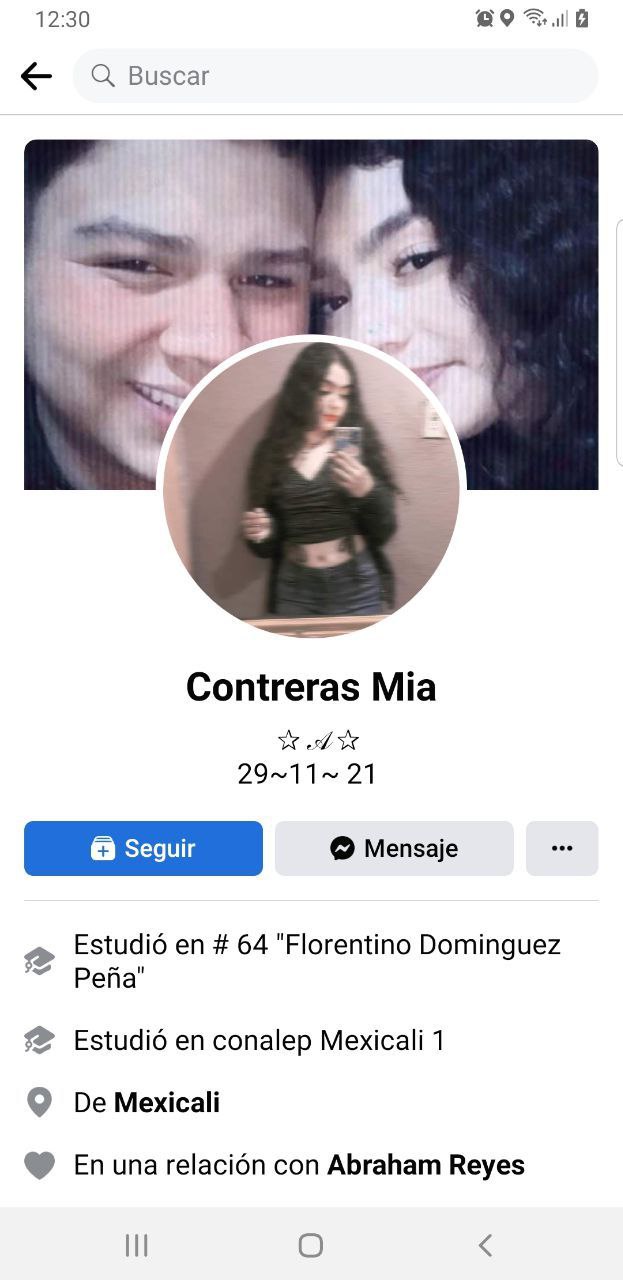 12:30
Buscar
Contreras Mia
☆𝒜☆
29~11~ 21
Seguir
Mensaje
Estudió en # 64 "Florentino Dominguez
Peña"
Estudió en conalep Mexicali 1
De Mexicali
En una relación con Abraham Reyes